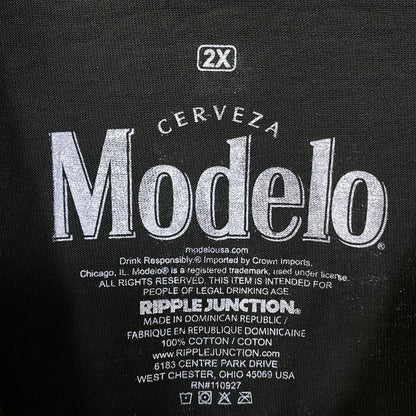 2X
CERVEZA
Modelo®
modelousa.com
Drink Responsibly.® Imported by Crown Imports,
Chicago, IL. Modelo® is a registered trademark, used under license.
ALL RIGHTS RESERVED. THIS ITEM IS INTENDED FOR
PEOPLE OF LEGAL DRINKING AGE.
RIPPLE JUNCTION®
MADE IN DOMINICAN REPUBLIC /
FABRIQUE EN REPUBLIQUE DOMINICAINE
100% COTTON / COTON
www.RIPPLEJUNCTION.com
6183 CENTRE PARK DRIVE
WEST CHESTER, OHIO 45069 USA
RN#110927